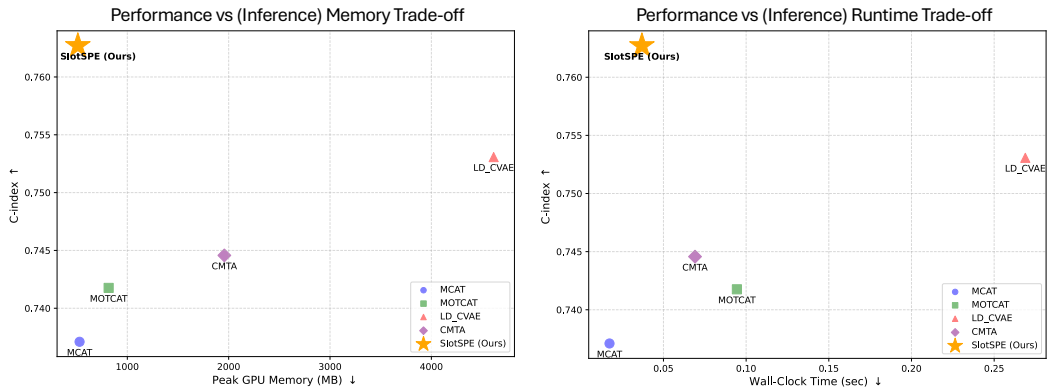 Performance vs (Inference) Memory Trade-off
C-index ↑
0.760
0.755
0.750
0.745
0.740
SlotSPE (Ours)
LD_CVAE
CMTA
MOTCAT
MCAT
MCAT
MOTCAT
LD_CVAE
CMTA
SlotSPE (Ours)
1000
2000
3000
4000
Peak GPU Memory (MB) ↓
Performance vs (Inference) Runtime Trade-off
C-index ↑
0.760
0.755
0.750
0.745
0.740
SlotSPE (Ours)
LD_CVAE
CMTA
MOTCAT
MCAT
MCAT
MOTCAT
LD_CVAE
CMTA
SlotSPE (Ours)
0.05
0.10
0.15
0.20
0.25
Wall-Clock Time (sec) ↓